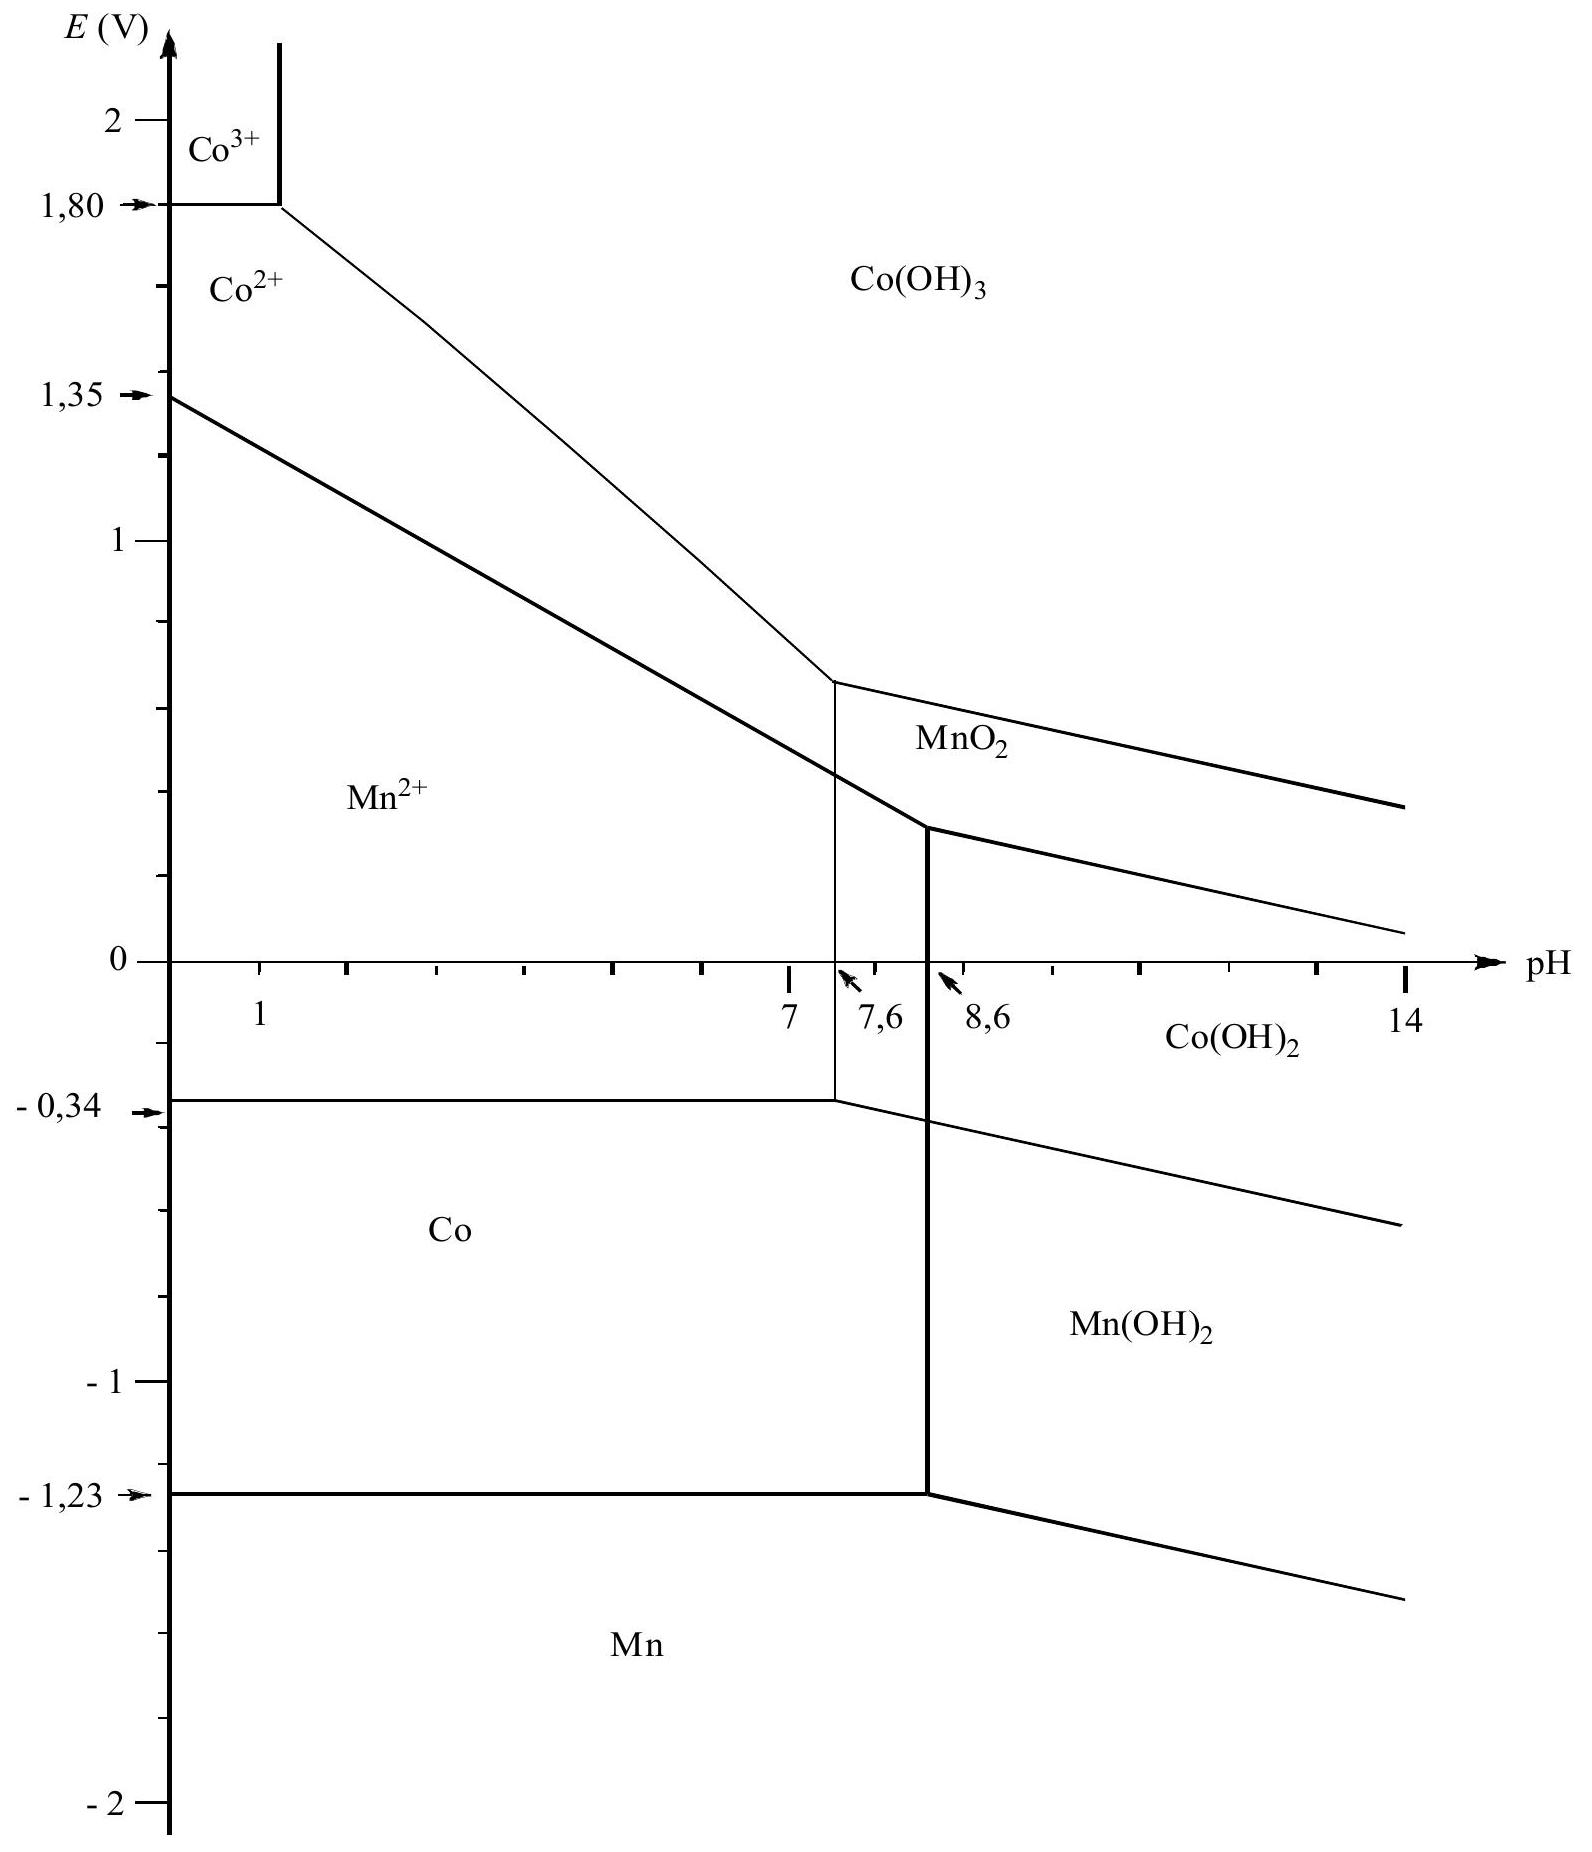 E (V)
2
Co³⁺
1,80
Co²⁺
Co(OH)₃
1,35
1
MnO₂
Mn²⁺
0
pH
1
7
7,6
8,6
14
Co(OH)₂
- 0,34
Co
Mn(OH)₂
- 1
- 1,23
Mn
- 2